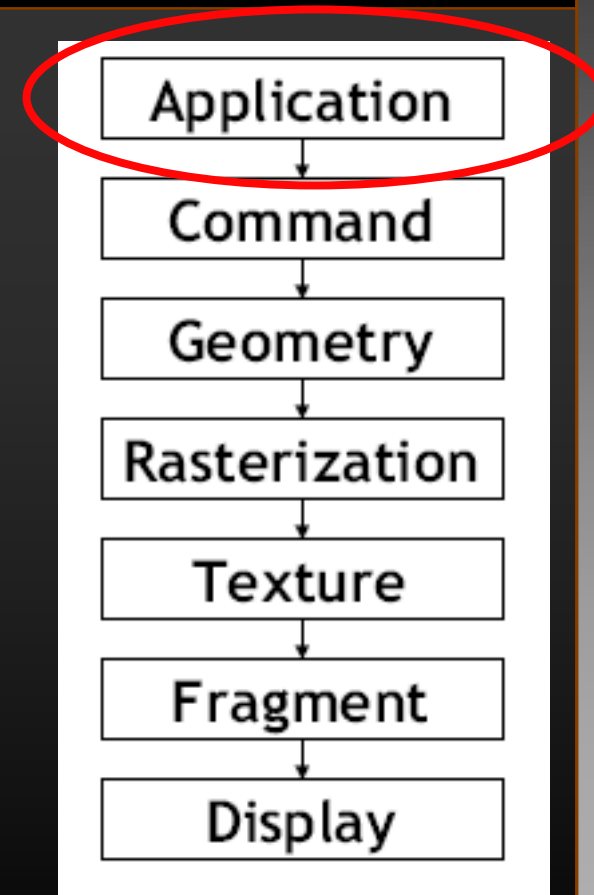 Application
Command
Geometry
Rasterization
Texture
Fragment
Display